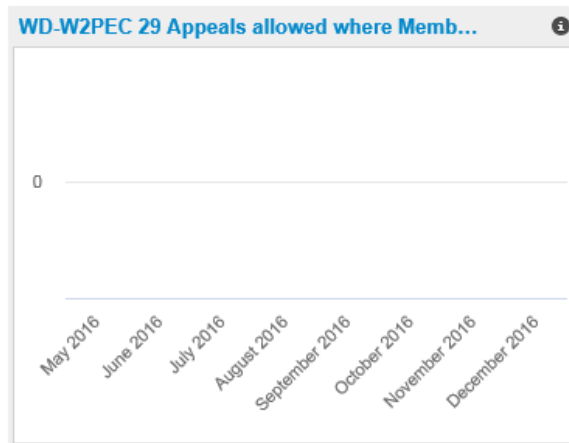 WD-W2PEC 29 Appeals allowed where Memb...
0
May 2016
June 2016
July 2016
August 2016
September 2016
October 2016
November 2016
December 2016